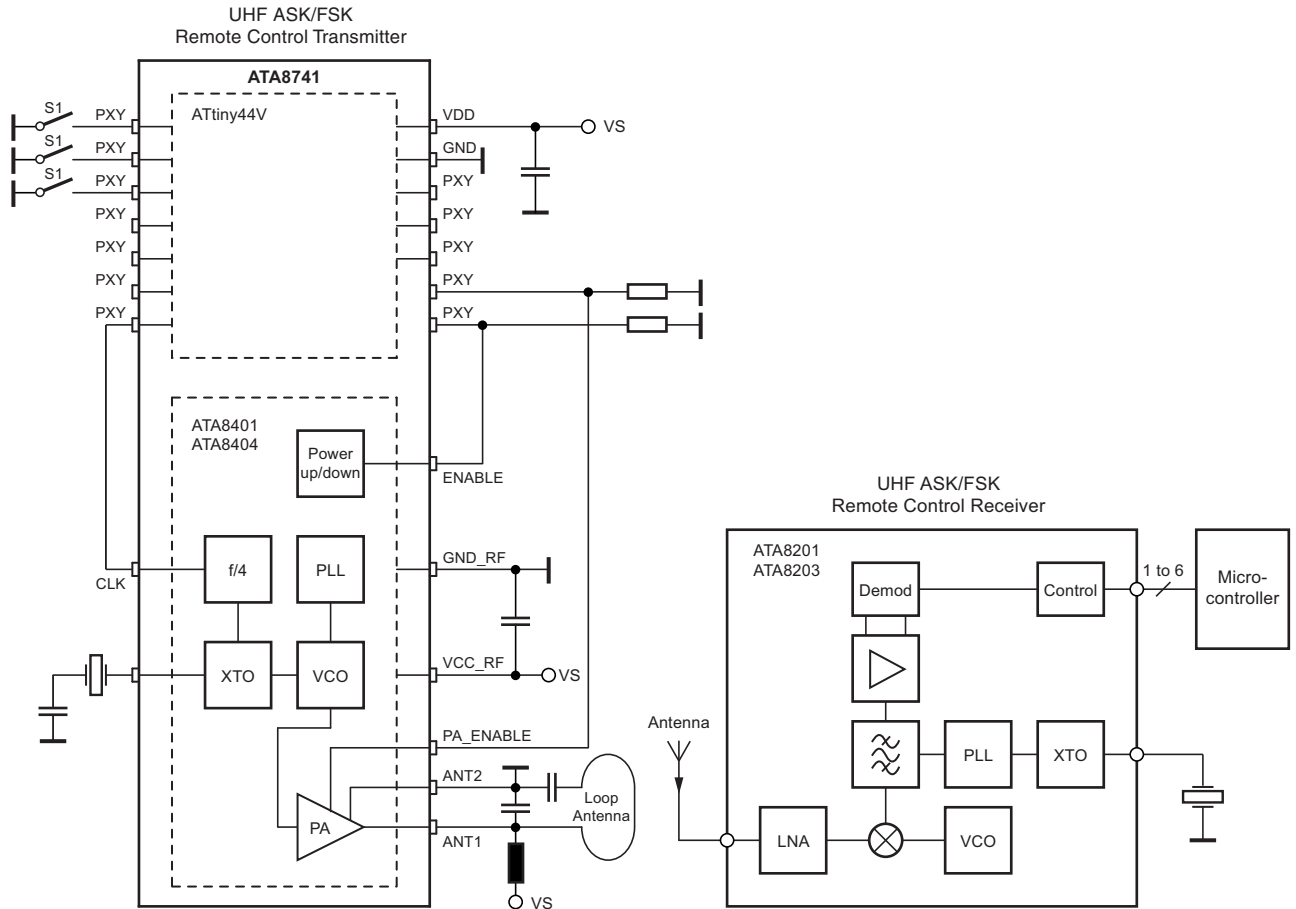 UHF ASK/FSK
Remote Control Transmitter
ATA8741
ATtiny44V
S1
PXY
S1
PXY
S1
PXY
PXY
PXY
PXY
PXY
VDD
VS
GND
PXY
PXY
PXY
PXY
PXY
ATA8401
ATA8404
Power
up/down
ENABLE
CLK
f/4
PLL
GND_RF
XTO
VCO
VCC_RF
VS
PA_ENABLE
ANT2
Loop
Antenna
PA
ANT1
VS
UHF ASK/FSK
Remote Control Receiver
ATA8201
ATA8203
Demod
Control
1 to 6
Micro-
controller
Antenna
PLL
XTO
LNA
VCO